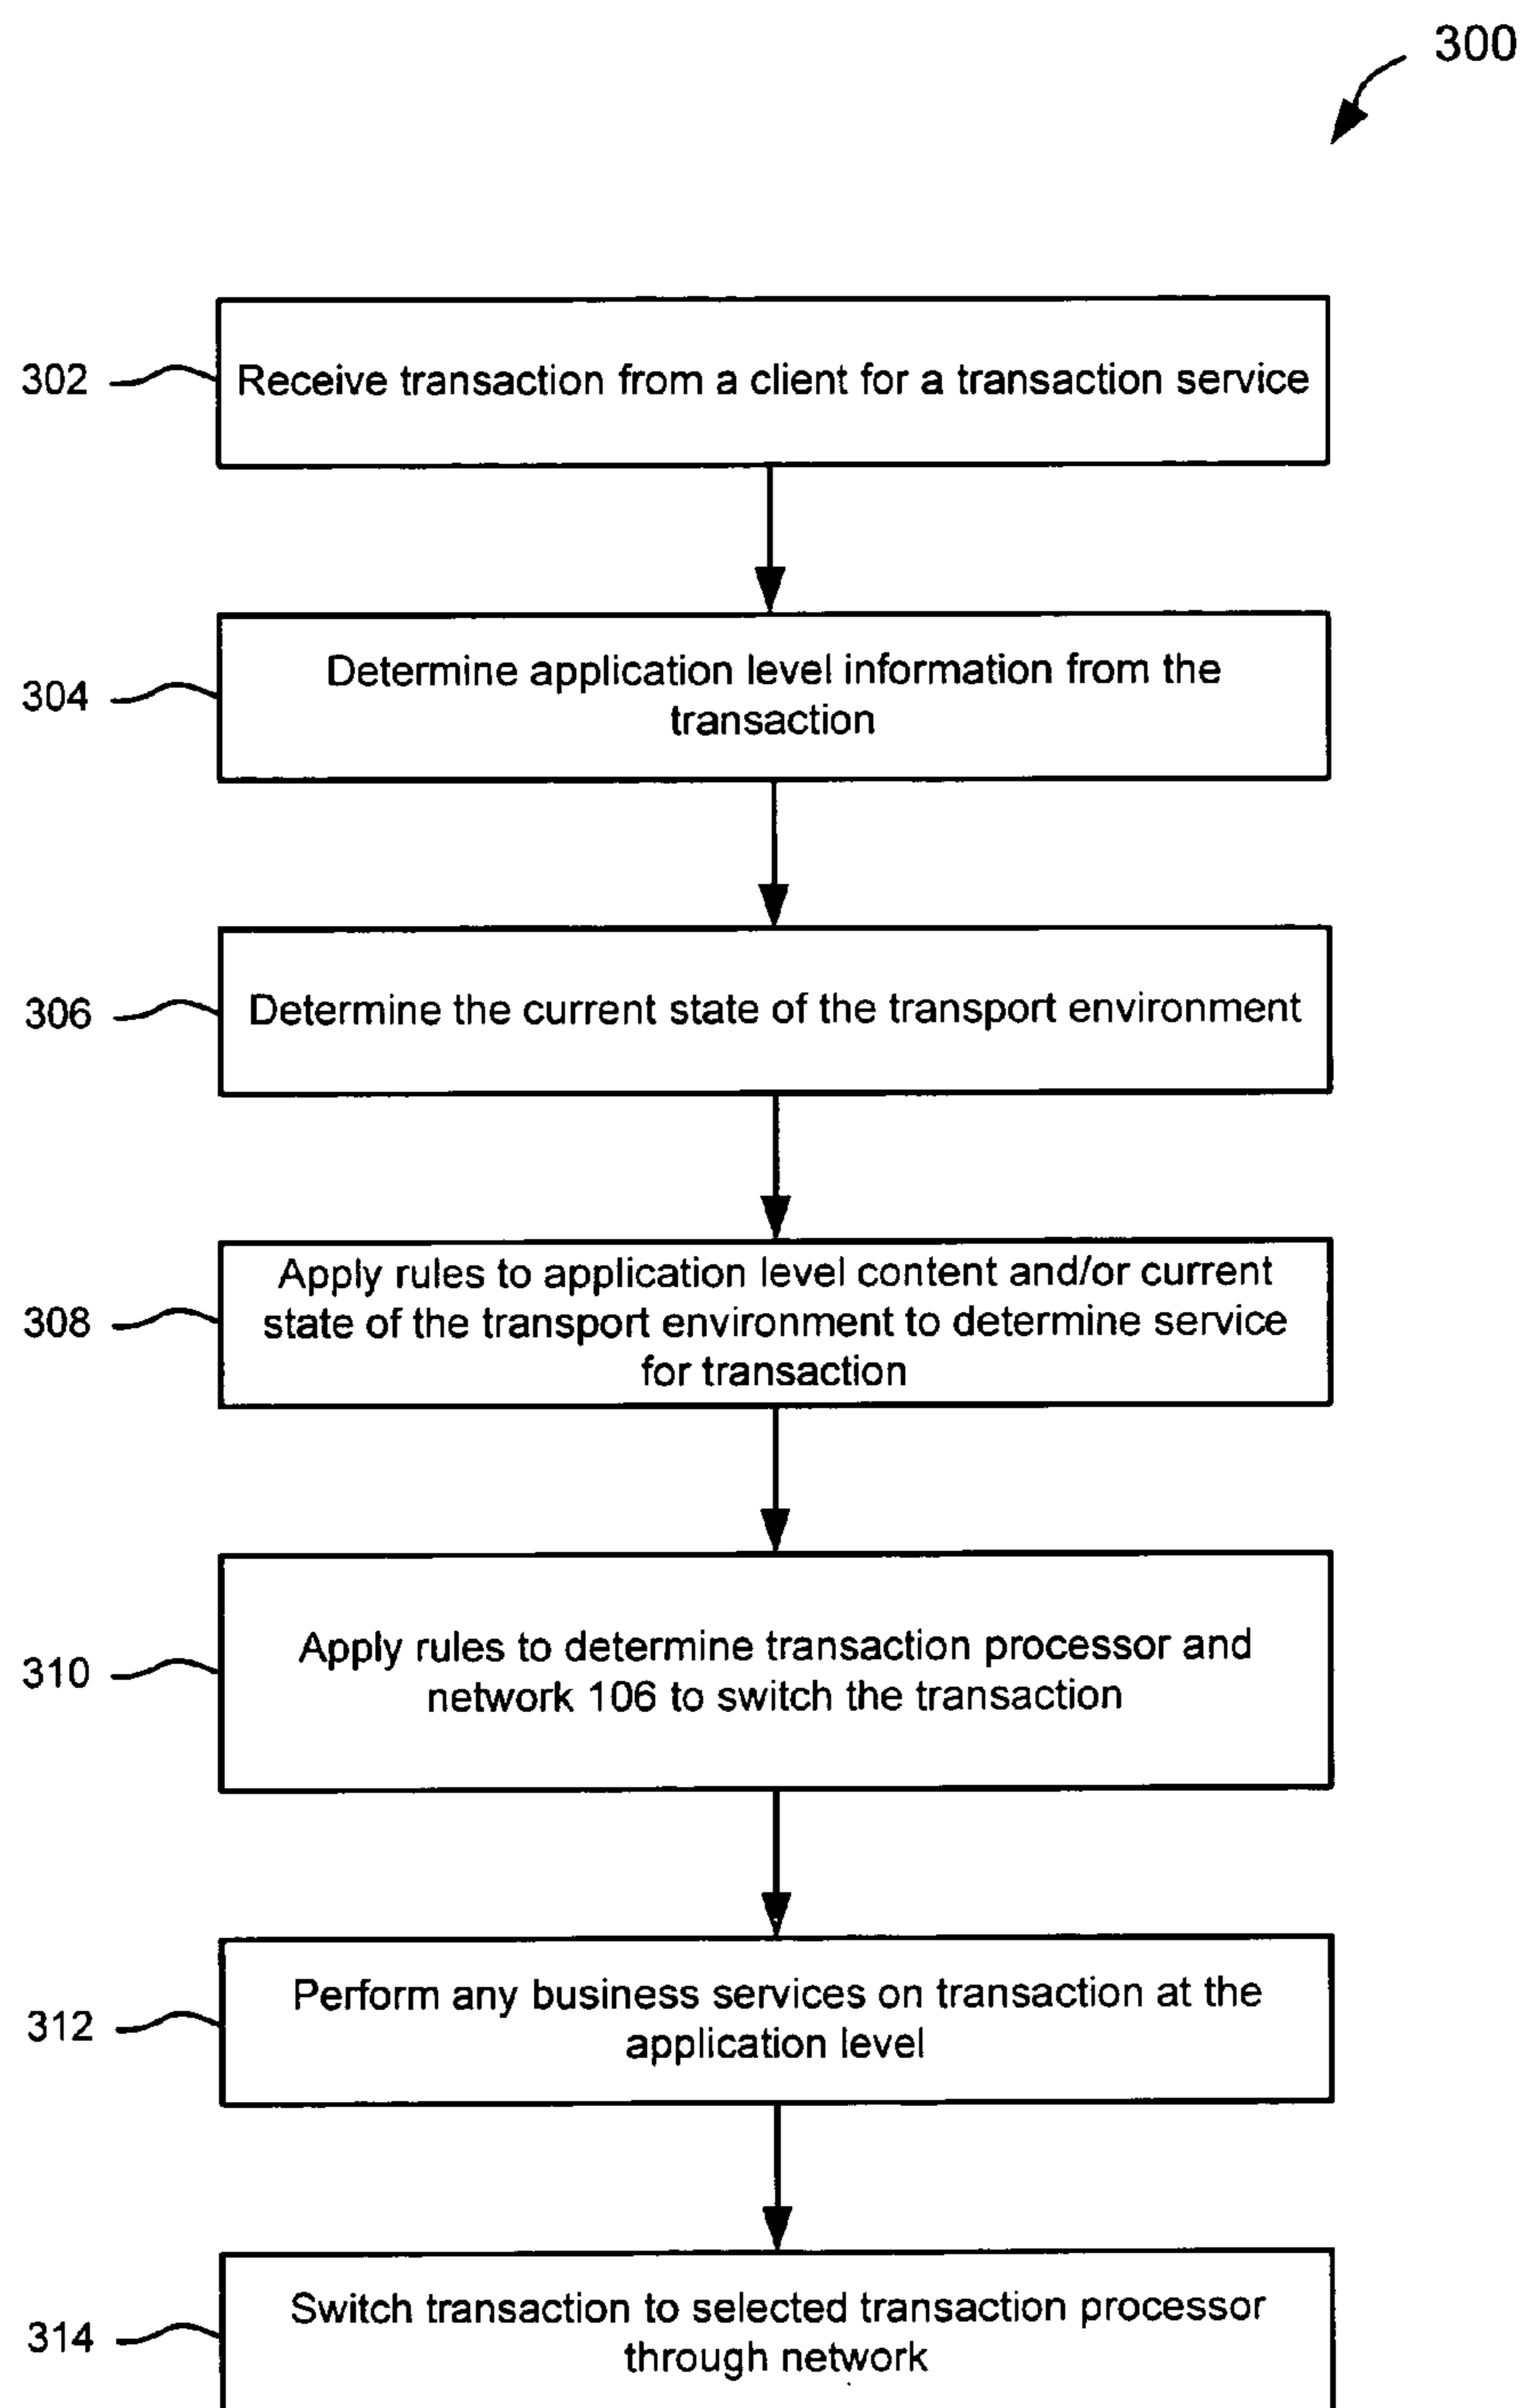 300
302
Receive transaction from a client for a transaction service
304
Determine application level information from the
transaction
306
Determine the current state of the transport environment
308
Apply rules to application level content and/or current
state of the transport environment to determine service
for transaction
310
Apply rules to determine transaction processor and
network 106 to switch the transaction
312
Perform any business services on transaction at the
application level
314
Switch transaction to selected transaction processor
through network